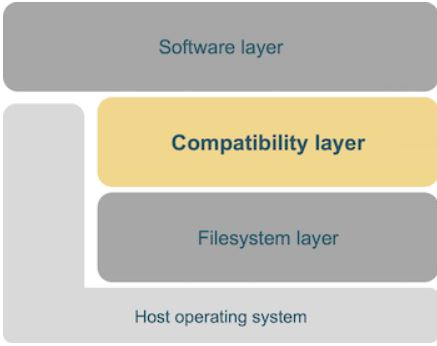 Software layer
Compatibility layer
Filesystem layer
Host operating system